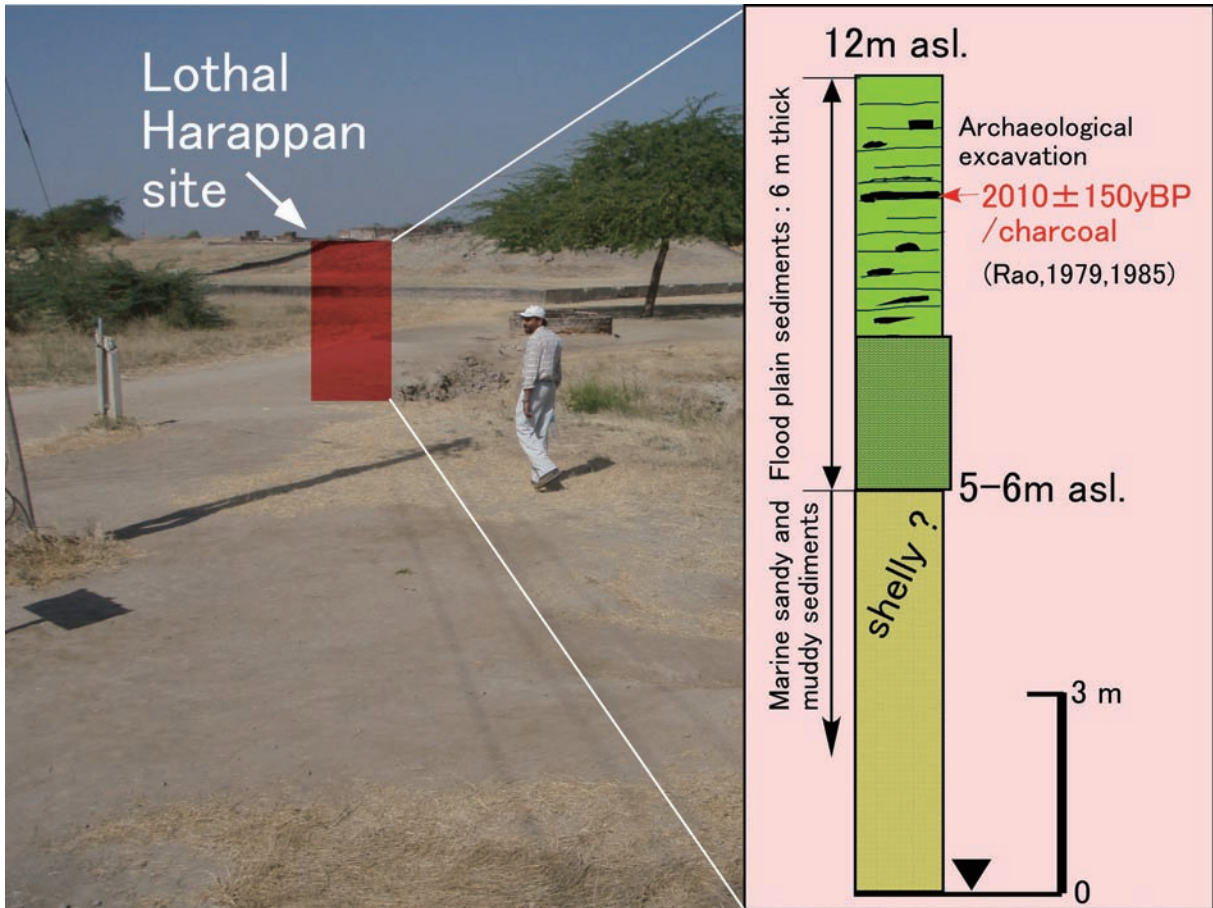 Lothal
Harappan
site
12m asl.
Archaeological
excavation
2010±150yBP
/charcoal
(Rao,1979,1985)
Flood plain sediments : 6 m thick
5-6m asl.
Marine sandy and
muddy sediments
shelly ?
3 m
0